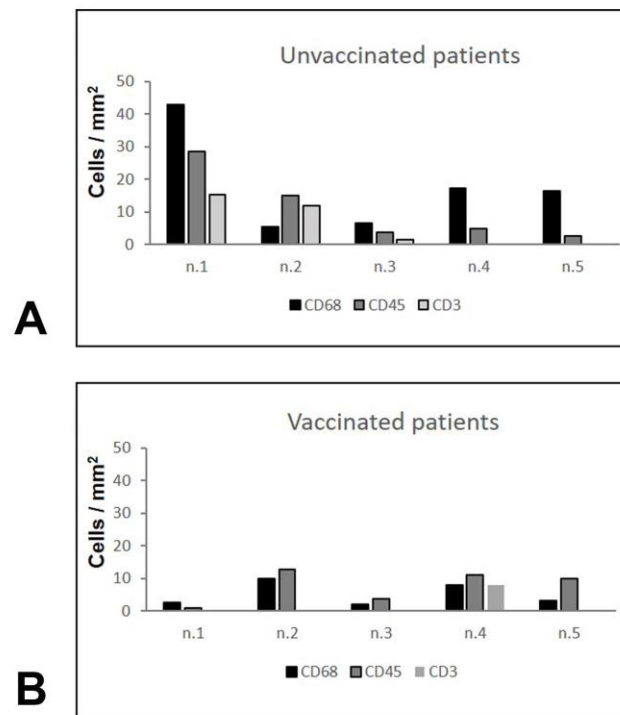 A
Unvaccinated patients
Cells / mm²
50
40
30
20
10
0
n.1 n.2 n.3 n.4 n.5
CD68 CD45 CD3
B
Vaccinated patients
Cells / mm²
50
40
30
20
10
0
n.1 n.2 n.3 n.4 n.5
CD68 CD45 CD3